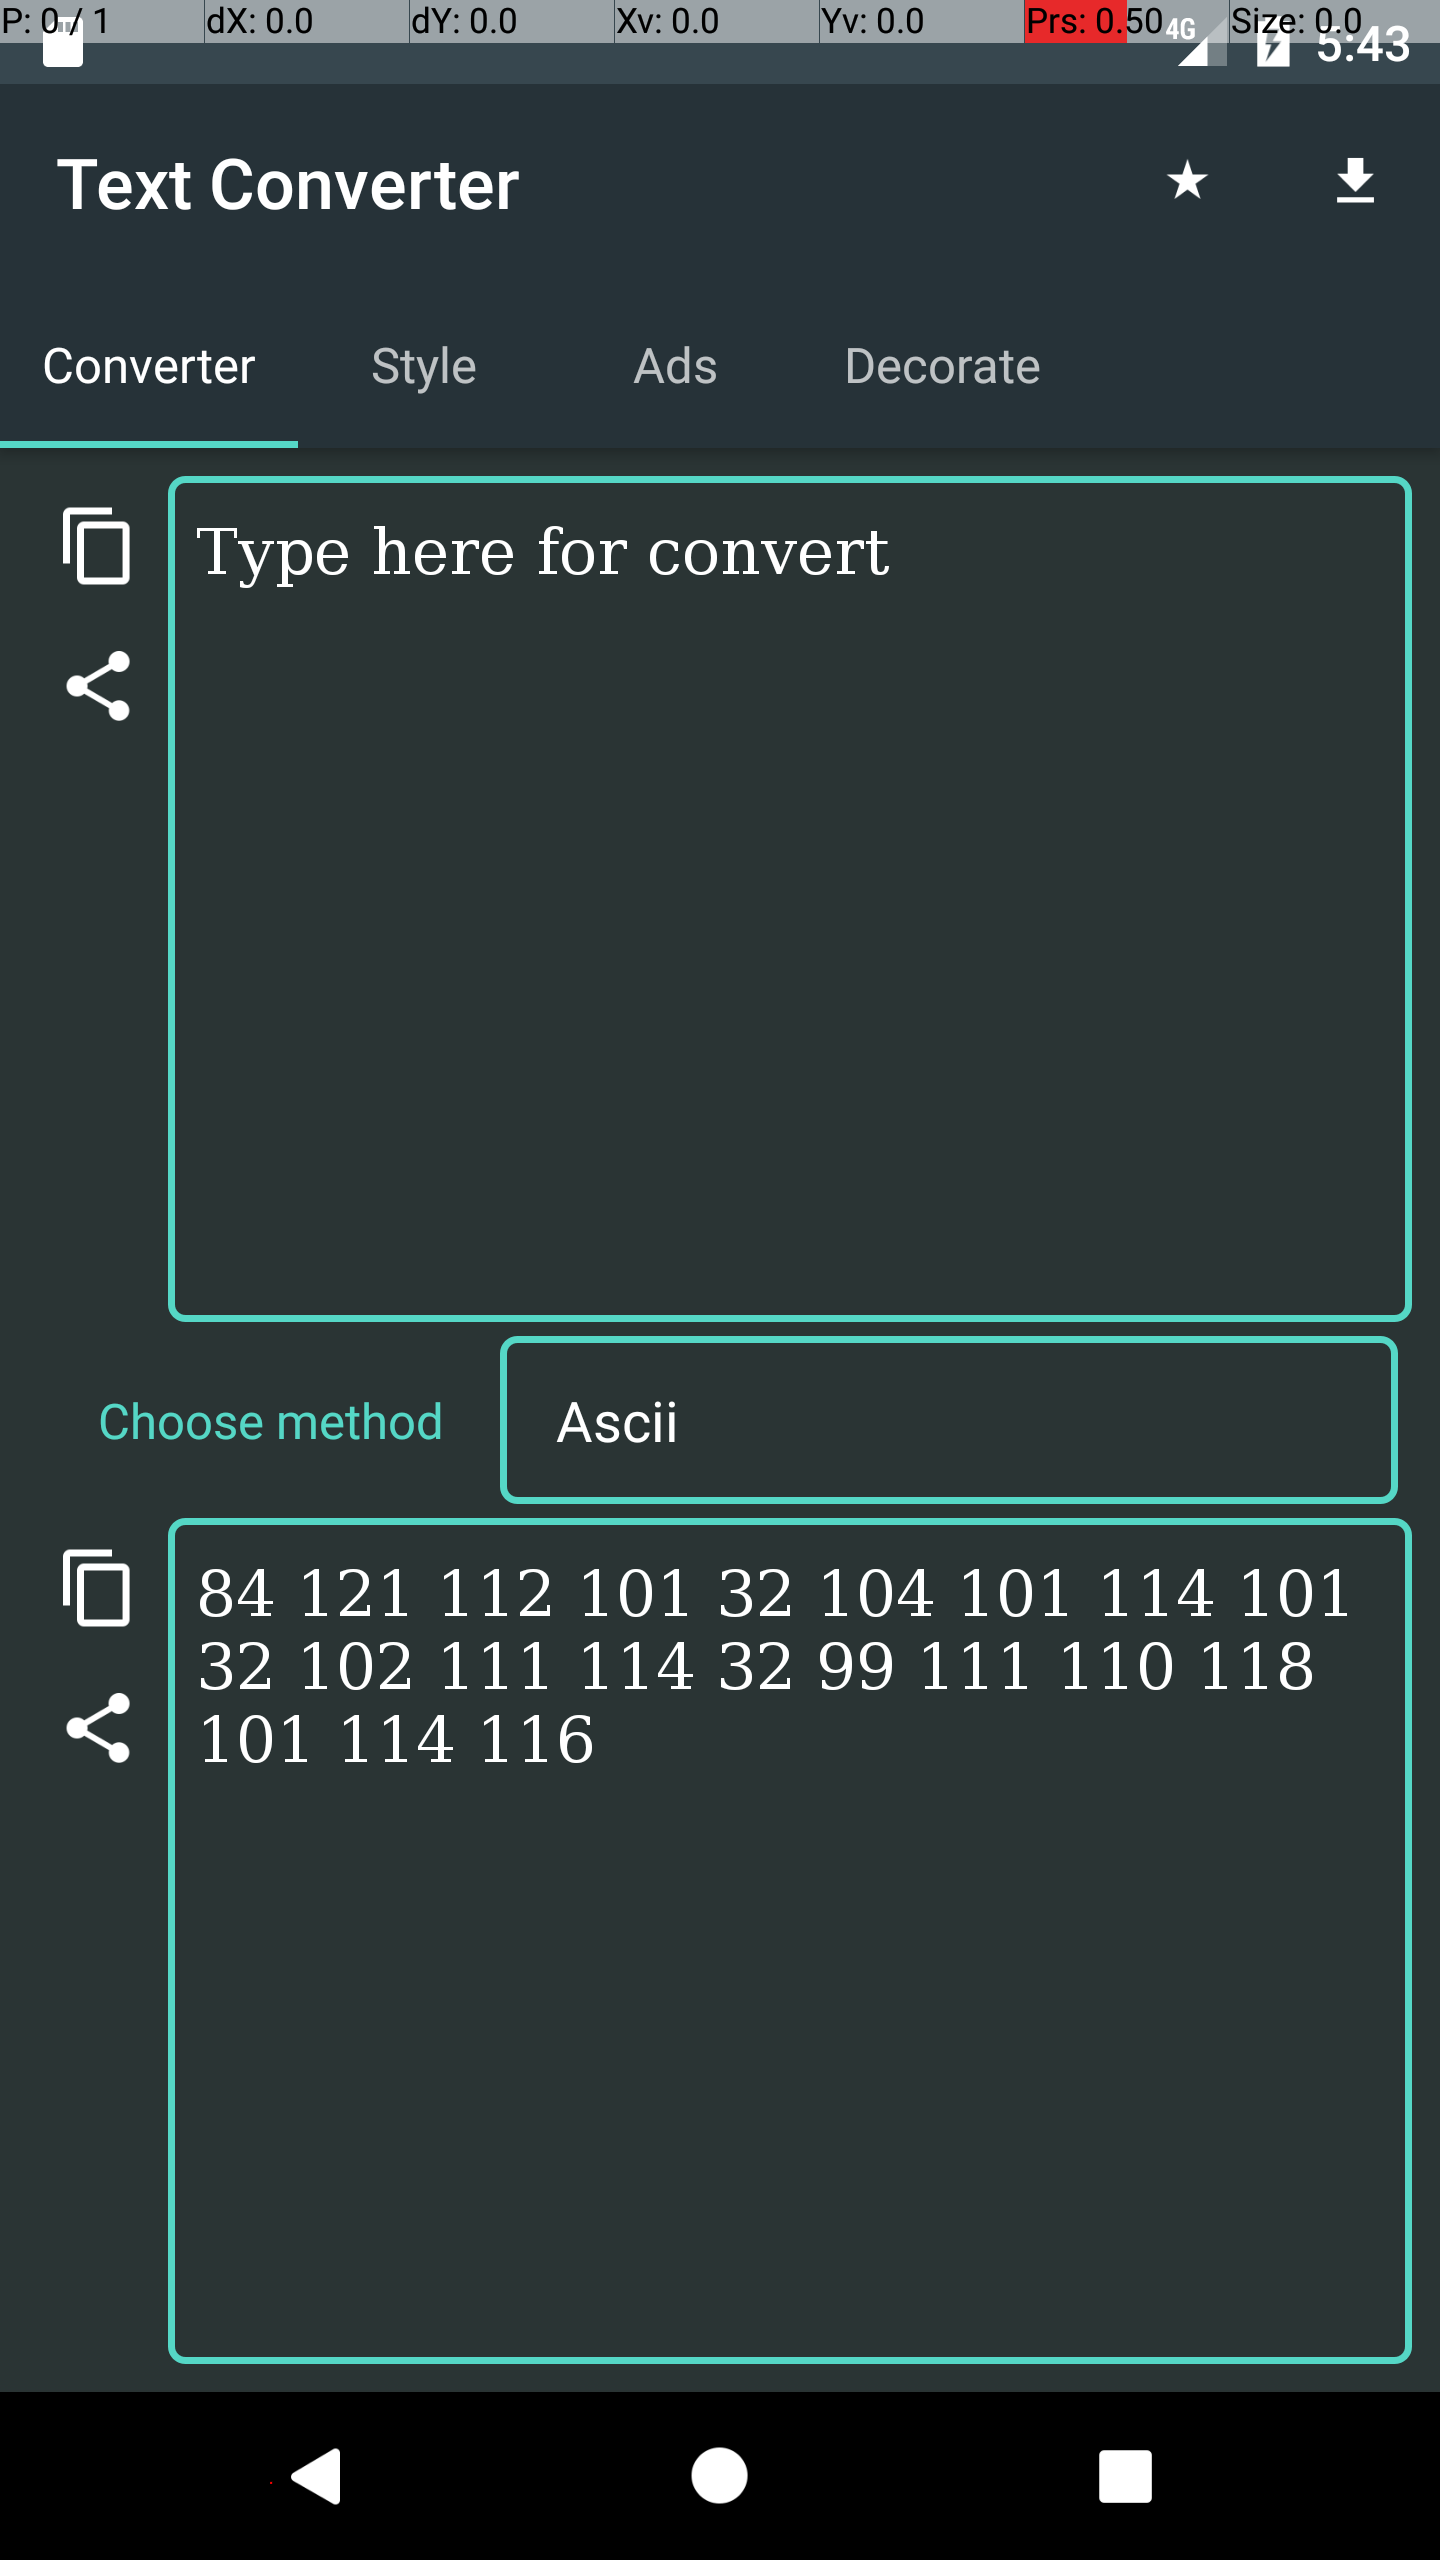 P: 0 / 1 dX: 0.0 dY: 0.0 Xv: 0.0 Yv: 0.0 Prs: 0.50 Size: 0.0
4G 5:43
Text Converter
Converter Style Ads Decorate
Type here for convert
Choose method Ascii
84 121 112 101 32 104 101 114 101
32 102 111 114 32 99 111 110 118
101 114 116